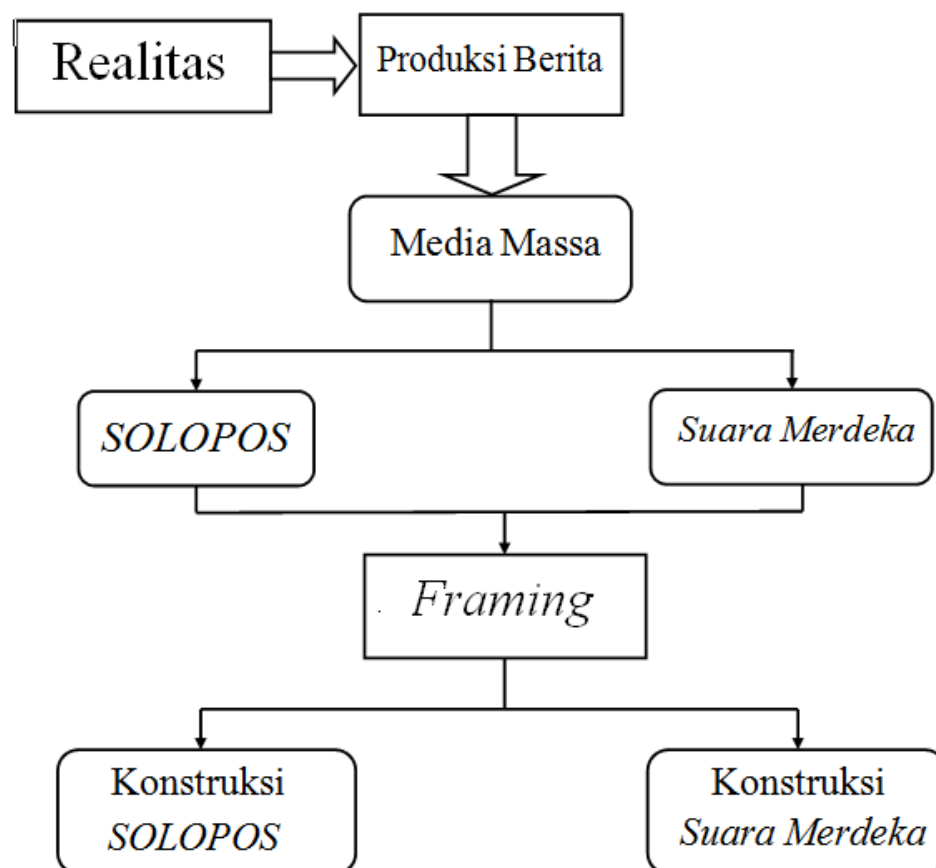 Realitas
Produksi Berita
Media Massa
SOLOPOS
Suara Merdeka
Framing
Konstruksi
SOLOPOS
Konstruksi
Suara Merdeka